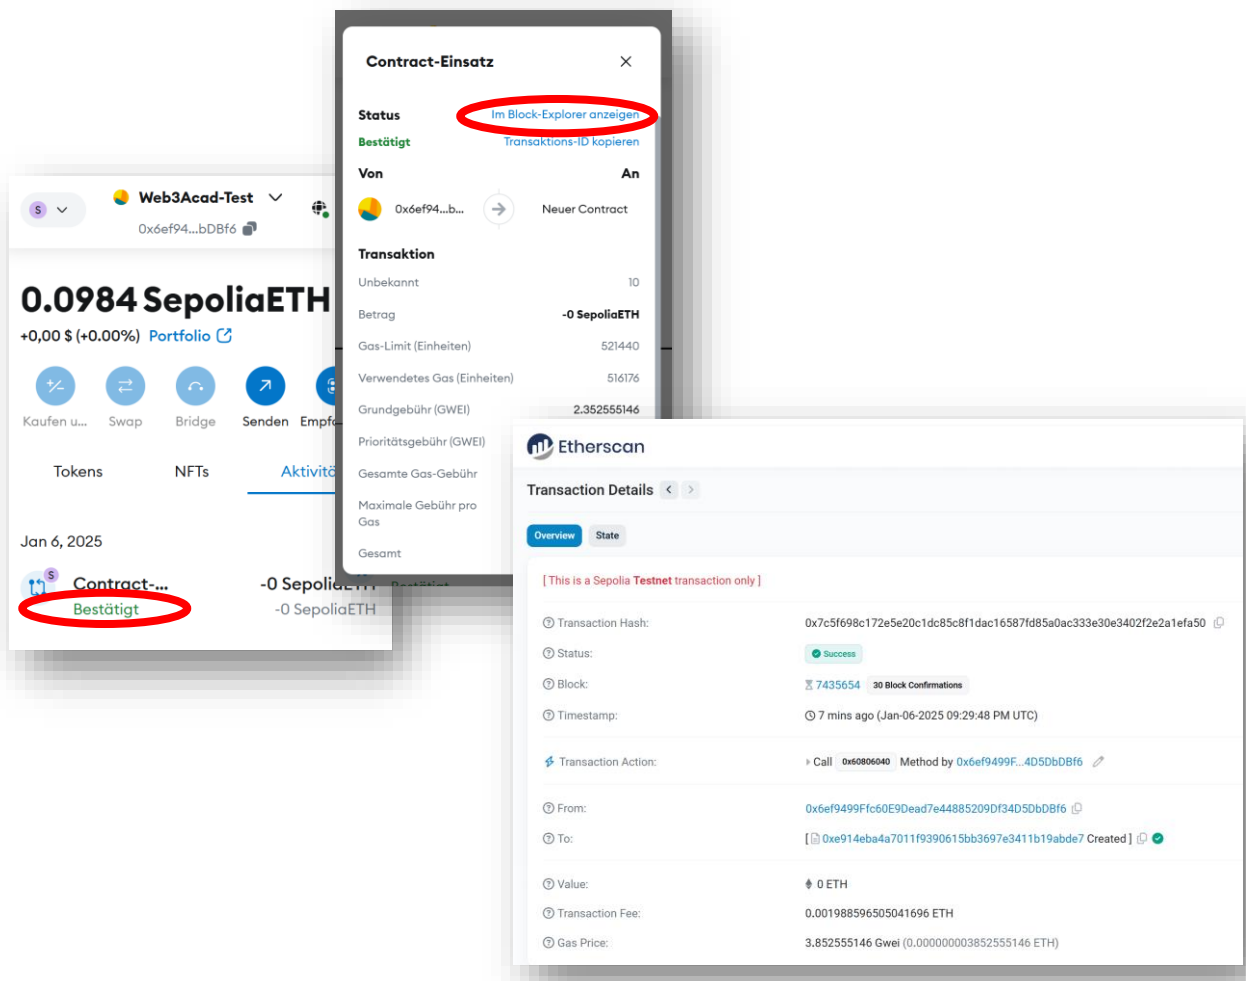 S
Web3Acad-Test
0x6ef94...bDBf6
0.0984 SepoliaETH
+0,00 $ (+0.00%) Portfolio
Kaufen u... Swap Bridge Senden
Tokens NFTs
Jan 6, 2025
S
Contract-... -0
Bestätigt -0 SepoliaETH
Contract-Einsatz
Status Im Block-Explorer anzeigen
Bestätigt Transaktions-ID kopieren
Von An
0x6ef94...b... Neuer Contract
Transaktion
Unbekannt 10
Betrag -0 SepoliaETH
Gas-Limit (Einheiten) 521440
Verwendetes Gas (Einheiten) 516176
Grundgebühr (GWEI) 2.352555146
Prioritätsgebühr (GWEI)
Gesamte Gas-Gebühr
Maximale Gebühr pro
Gas
Gesamt
Etherscan
Transaction Details
Overview State
[ This is a Sepolia Testnet transaction only ]
Transaction Hash: 0x7c5f698c172e5e20c1dc85c8f1dac16587fd85a0ac333e30e3402f2e2a1efa50
Status: Success
Block: 7435654 30 Block Confirmations
Timestamp: 7 mins ago (Jan-06-2025 09:29:48 PM UTC)
Transaction Action: Call 0x60806040 Method by 0x6ef9499F...4D5DbDBf6
From: 0x6ef9499Ffc60E9Dead7e44885209Df34D5DbDBf6
To: [ 0xe914eba4a7011f9390615bb3697e3411b19abde7 Created ]
Value: 0 ETH
Transaction Fee: 0.001988596505041696 ETH
Gas Price: 3.852555146 Gwei (0.000000003852555146 ETH)